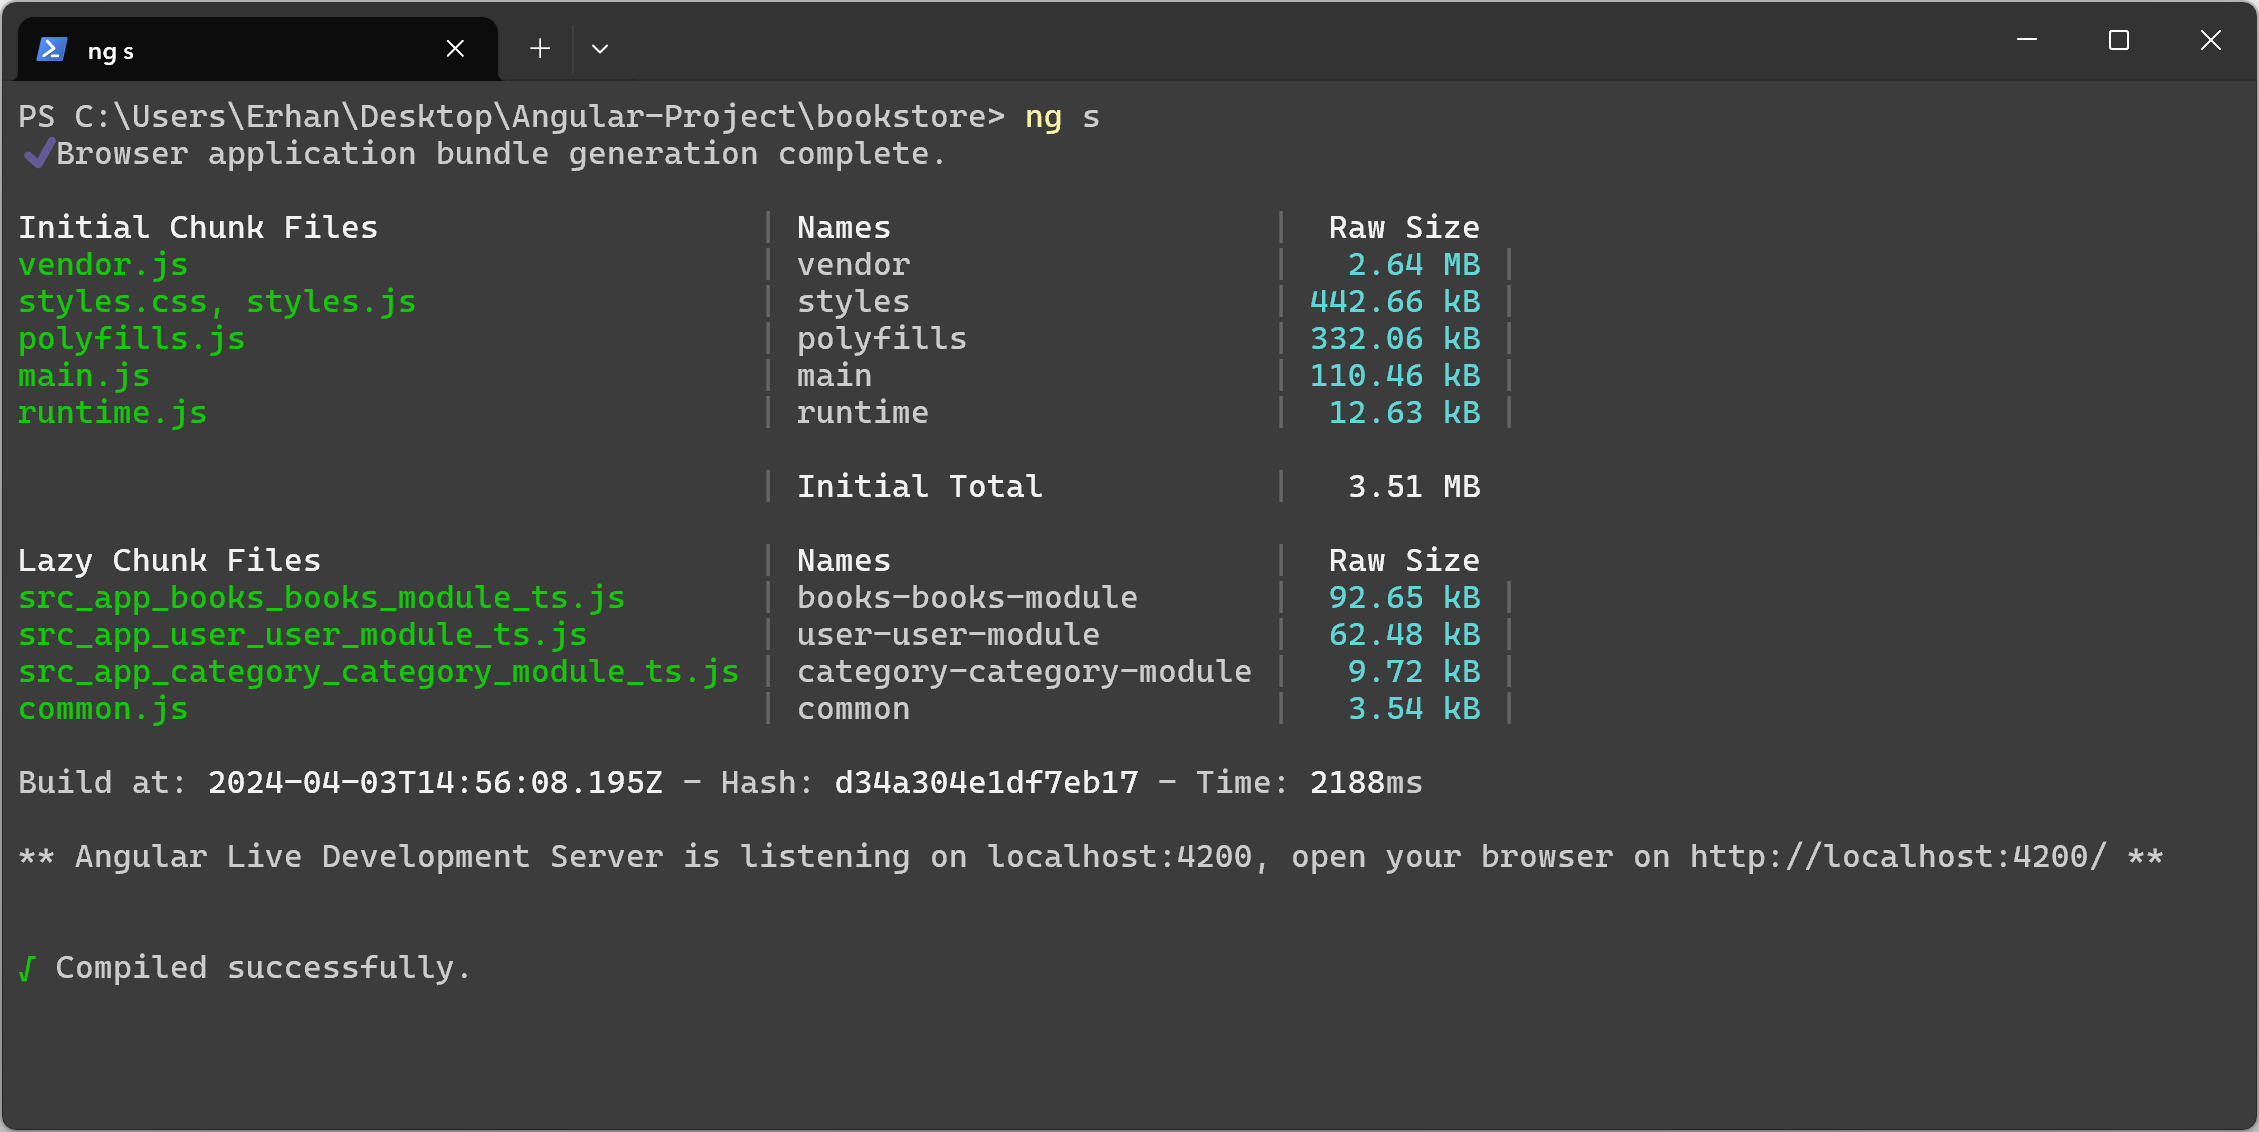 ng s
PS C:\Users\Erhan\Desktop\Angular-Project\bookstore> ng s
✔Browser application bundle generation complete.
Initial Chunk Files | Names | Raw Size
vendor.js | vendor | 2.64 MB |
styles.css, styles.js | styles | 442.66 kB |
polyfills.js | polyfills | 332.06 kB |
main.js | main | 110.46 kB |
runtime.js | runtime | 12.63 kB |
| Initial Total | 3.51 MB
Lazy Chunk Files | Names | Raw Size
src_app_books_books_module_ts.js | books-books-module | 92.65 kB |
src_app_user_user_module_ts.js | user-user-module | 62.48 kB |
src_app_category_category_module_ts.js | category-category-module | 9.72 kB |
common.js | common | 3.54 kB |
Build at: 2024-04-03T14:56:08.195Z - Hash: d34a304e1df7eb17 - Time: 2188ms
** Angular Live Development Server is listening on localhost:4200, open your browser on http://localhost:4200/ **
√ Compiled successfully.